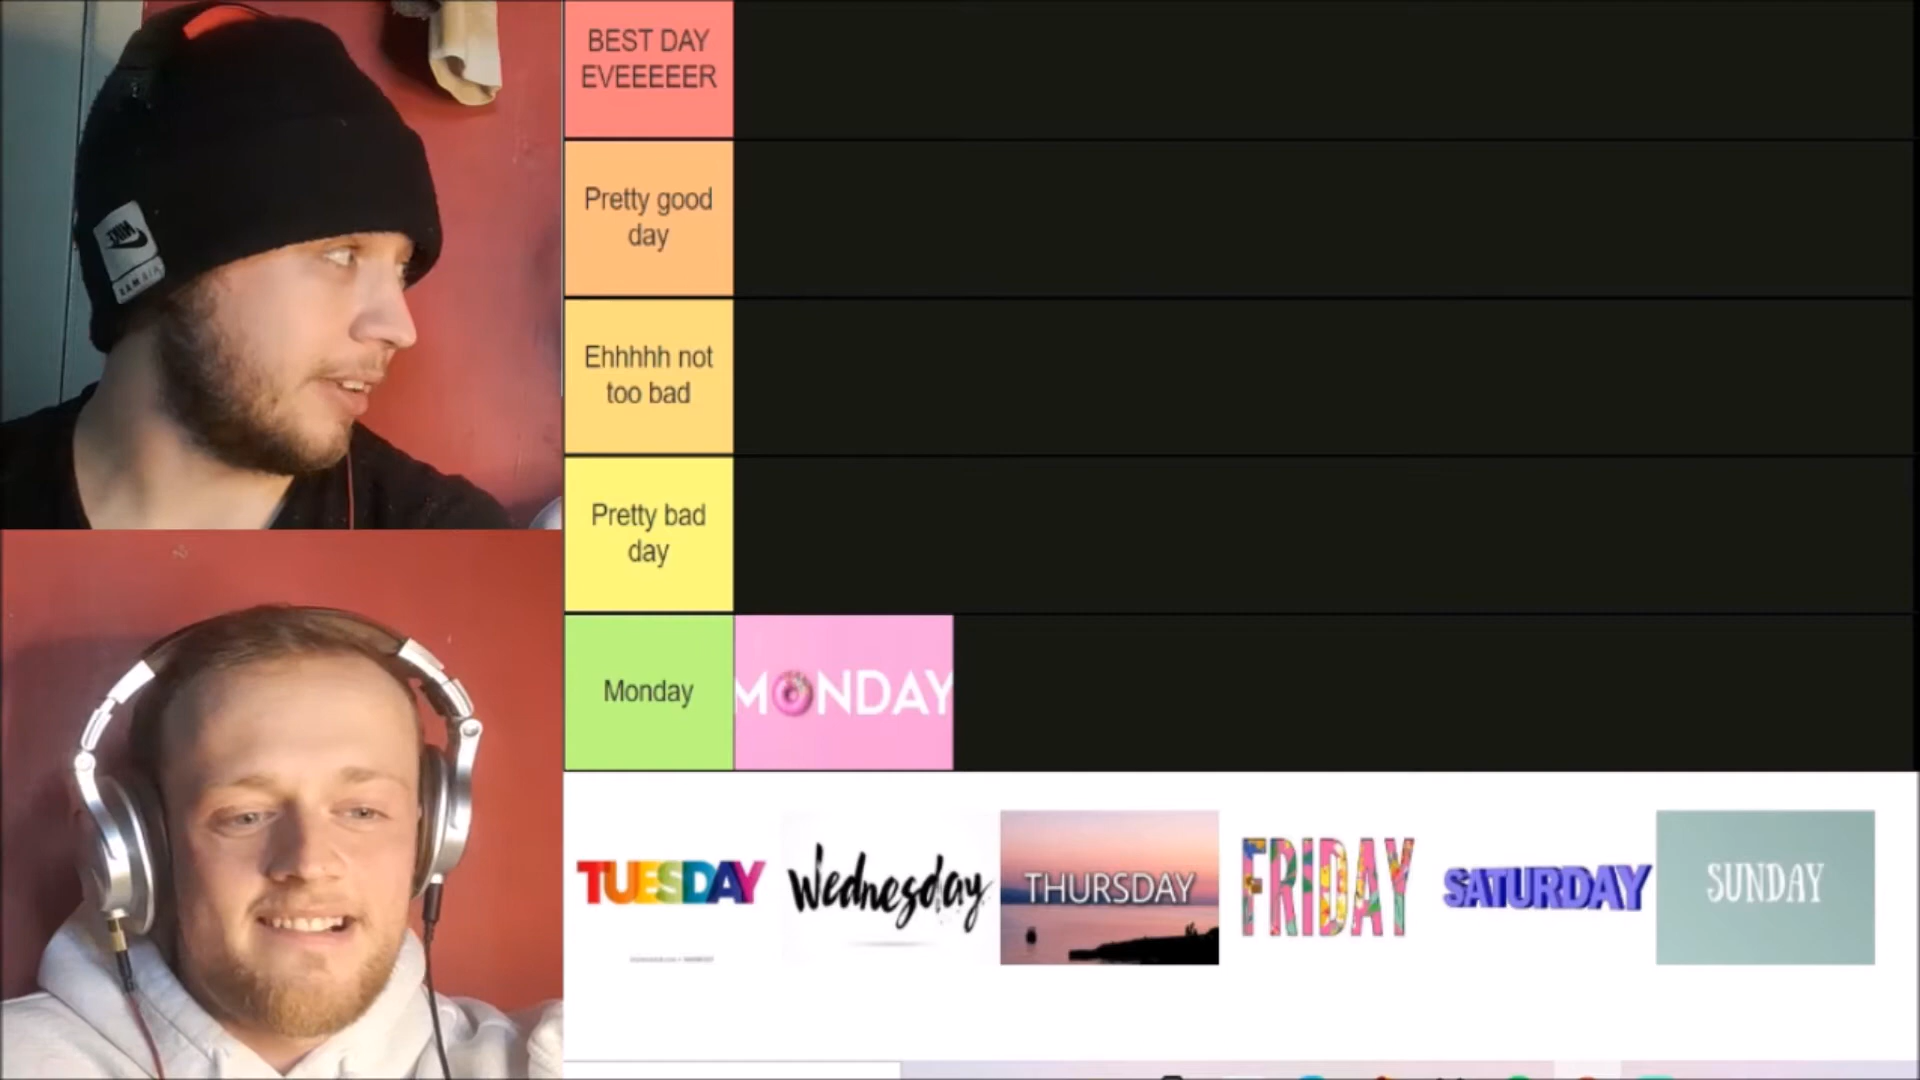 BEST DAY
EVEEEEER
Pretty good
day
Ehhhhh not
too bad
Pretty bad
day
Monday
MONDAY
TUESDAY
Wednesday
THURSDAY
FRIDAY
SATURDAY
SUNDAY
NIKE